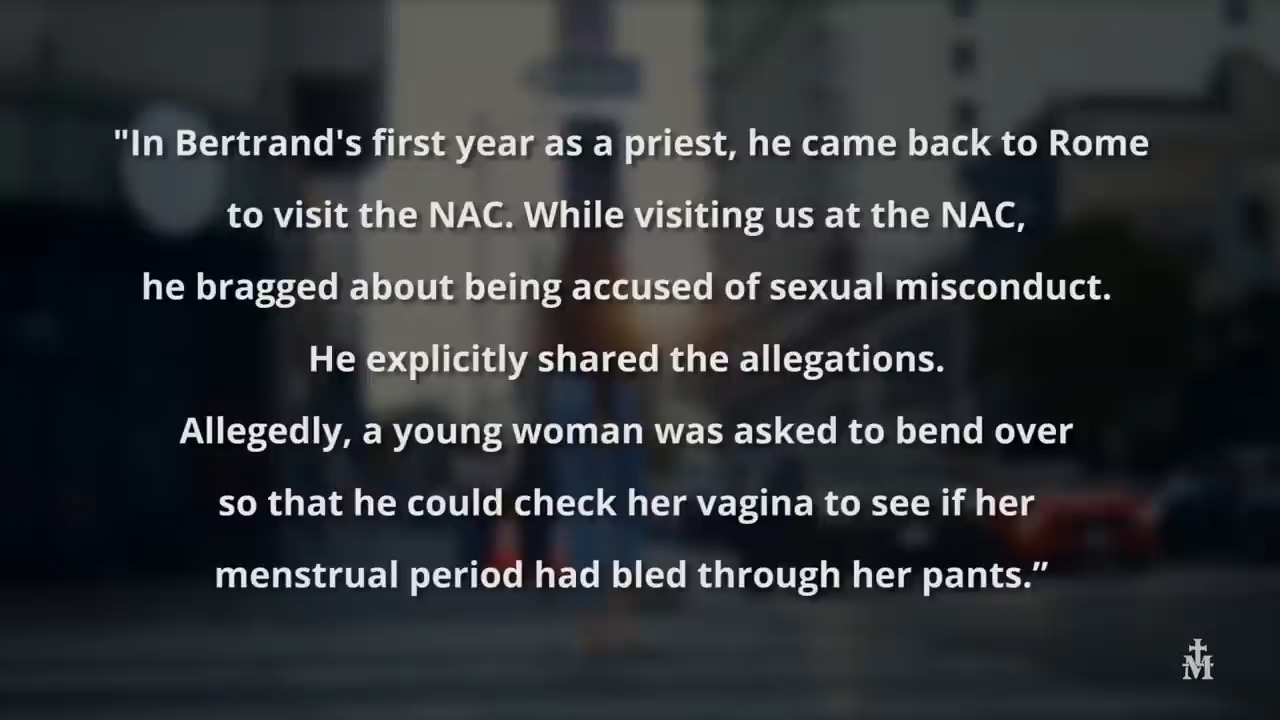 "In Bertrand's first year as a priest, he came back to Rome
to visit the NAC. While visiting us at the NAC,
he bragged about being accused of sexual misconduct.
He explicitly shared the allegations.
Allegedly, a young woman was asked to bend over
so that he could check her vagina to see if her
menstrual period had bled through her pants.”
M